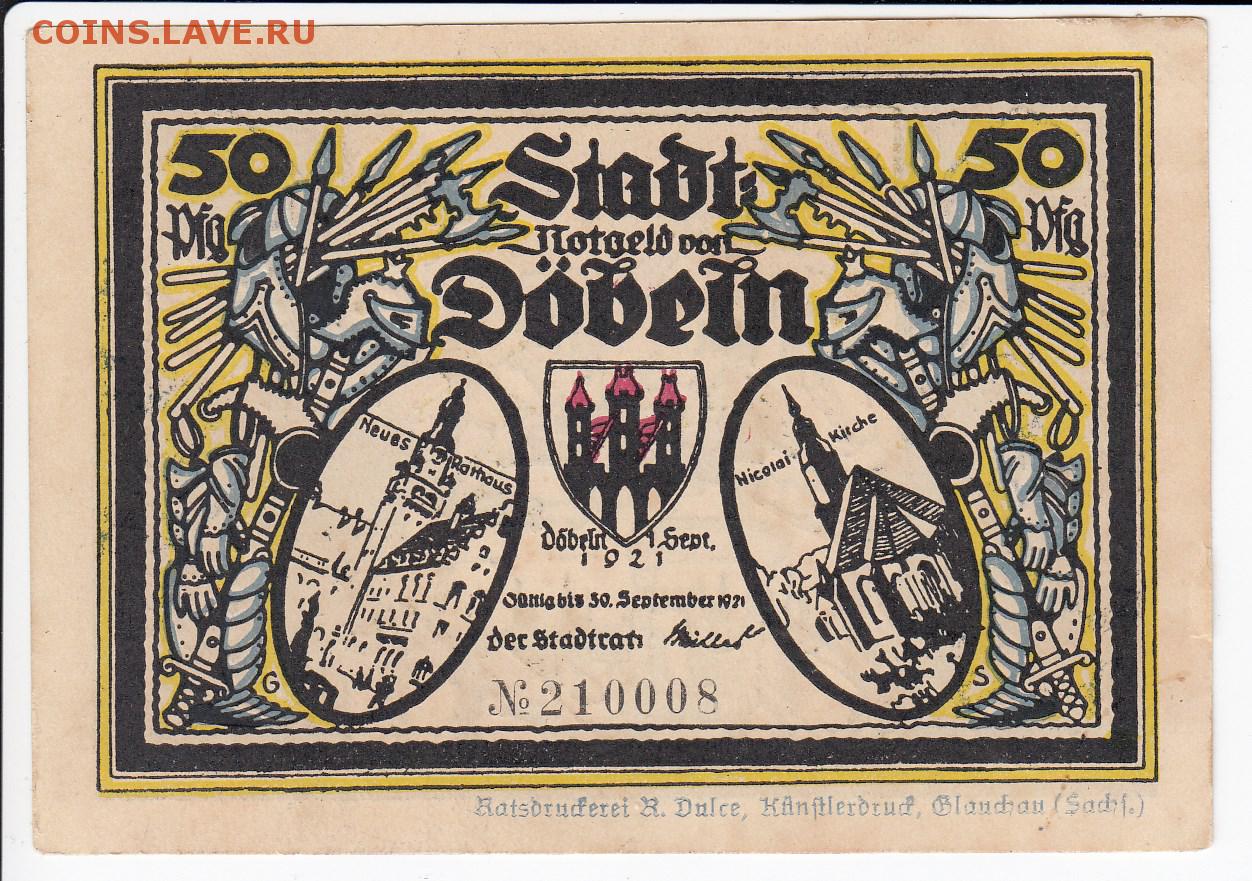 COINS.LAVE.RU
50 50
Pfg Pfg
Stadt-
Notgeld von
Döbeln
Neues Rathaus
Nicolai-Kirche
Döbeln 1 Sept.
1921
Gültig bis 30. September 1921
der Stadtrat:
G S
№ 210008
Ratsdruckerei R. Dulce, Künstlerdruck, Glauchau (Sachs.)